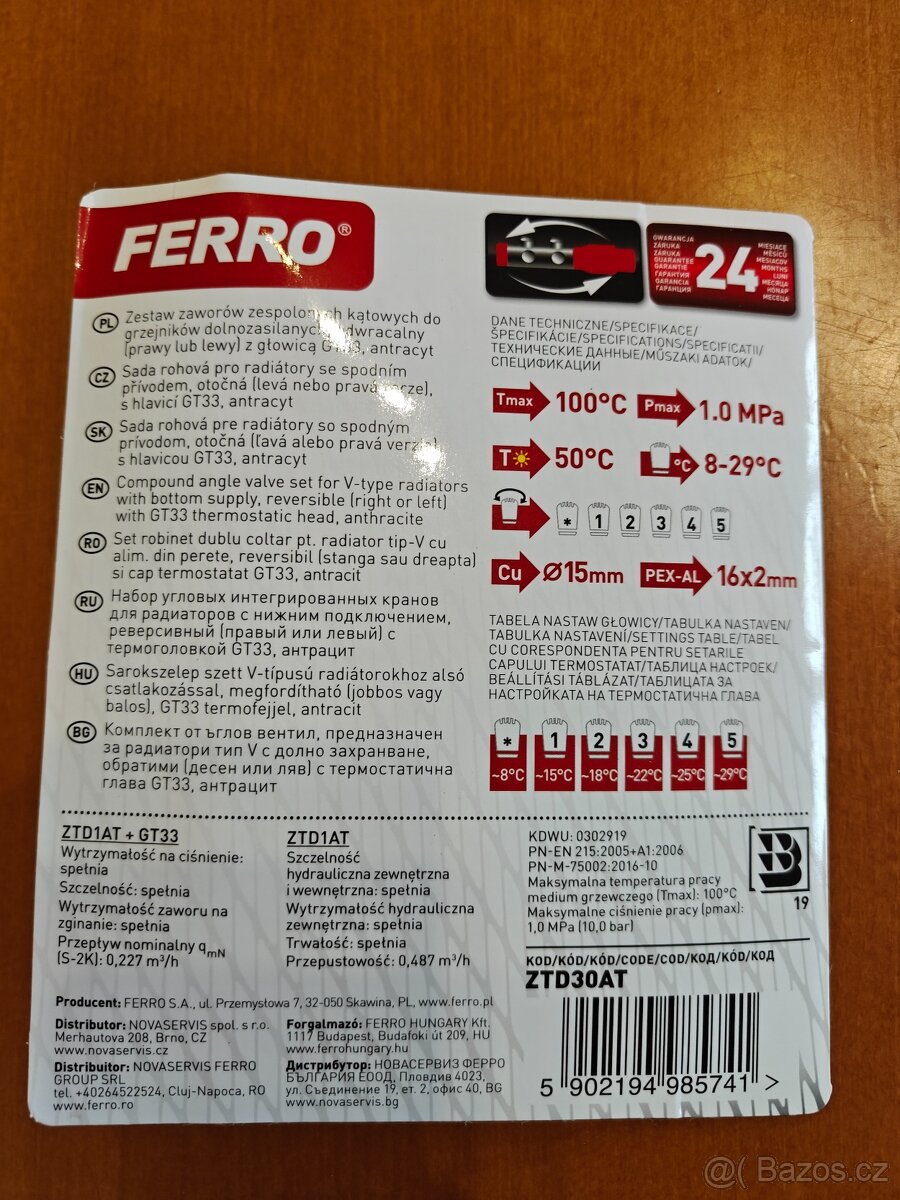 FERRO®
GWARANCJA
ZÁRUKA
ZÁRUKA
GUARANTEE
GARANTIE
ГАРАНТИЯ
GARANCIA
ГАРАНЦИЯ
24
MIESIĄCE
MĚSÍCŮ
MESIACOV
MONTHS
LUNI
МЕСЯЦА
HÓNAP
МЕСЕЦА
PL Zestaw zaworów zespolonych kątowych do
grzejników dolnozasilanych, odwracalny
(prawy lub lewy) z głowicą GT33, antracyt
CZ Sada rohová pro radiátory se spodním
přívodem, otočná (levá nebo pravá verze),
s hlavicí GT33, antracyt
SK Sada rohová pre radiátory so spodným
prívodom, otočná (ľavá alebo pravá verzia)
s hlavicou GT33, antracyt
EN Compound angle valve set for V-type radiators
with bottom supply, reversible (right or left)
with GT33 thermostatic head, anthracite
RO Set robinet dublu coltar pt. radiator tip-V cu
alim. din perete, reversibil (stanga sau dreapta)
si cap termostatat GT33, antracit
RU Набор угловых интегрированных кранов
для радиаторов с нижним подключением,
реверсивный (правый или левый) с
термоголовкой GT33, антрацит
HU Sarokszelep szett V-típusú radiátorokhoz alsó
csatlakozással, megfordítható (jobbos vagy
balos), GT33 termofejjel, antracit
BG Комплект от ъглов вентил, предназначен
за радиатори тип V с долно захранване,
обратими (десен или ляв) с термостатична
глава GT33, антрацит
DANE TECHNICZNE/SPECIFIKACE/
ŠPECIFIKÁCIE/SPECIFICATIONS/SPECIFICATII/
ТЕХНИЧЕСКИЕ ДАННЫЕ/MŰSZAKI ADATOK/
СПЕЦИФИКАЦИИ
Tmax 100°C Pmax 1.0 MPa
T 50°C °C 8-29°C
* 1 2 3 4 5
Cu Ø15mm PEX-AL 16x2mm
TABELA NASTAW GŁOWICY/TABULKA NASTAVEN/
TABUĽKA NASTAVENÍ/SETTINGS TABLE/TABEL
CU CORESPONDENTA PENTRU SETARILE
CAPULUI TERMOSTATAT/ТАБЛИЦА НАСТРОЕК/
BEÁLLÍTÁSI TÁBLÁZAT/ТАБЛИЦАТА ЗА
НАСТРОЙКАТА НА ТЕРМОСТАТИЧНА ГЛАВА
* 1 2 3 4 5
~8°C ~15°C ~18°C ~22°C ~25°C ~29°C
ZTD1AT + GT33
Wytrzymałość na ciśnienie:
spełnia
Szczelność: spełnia
Wytrzymałość zaworu na
zginanie: spełnia
Przepływ nominalny qmN
(S-2K): 0,227 m³/h
ZTD1AT
Szczelność
hydrauliczna zewnętrzna
i wewnętrzna: spełnia
Wytrzymałość hydrauliczna
zewnętrzna: spełnia
Trwałość: spełnia
Przepustowość: 0,487 m³/h
KDWU: 0302919
PN-EN 215:2005+A1:2006
PN-M-75002:2016-10
Maksymalna temperatura pracy
medium grzewczego (Tmax): 100°C
Maksymalne ciśnienie pracy (pmax):
1,0 MPa (10,0 bar)
19
KOD/KÓD/KÓD/CODE/COD/КОД/KÓD/КОД
ZTD30AT
5 902194 985741 >
Producent: FERRO S.A., ul. Przemysłowa 7, 32-050 Skawina, PL, www.ferro.pl
Distributor: NOVASERVIS spol. s r.o.
Merhautova 208, Brno, CZ
www.novaservis.cz
Distribuitor: NOVASERVIS FERRO
GROUP SRL
tel. +40264522524, Cluj-Napoca, RO
www.ferro.ro
Forgalmazó: FERRO HUNGARY Kft.
1117 Budapest, Budafoki út 209, HU
www.ferrohungary.hu
Дистрибутор: НОВАСЕРВИЗ ФЕРРО
БЪЛГАРИЯ ЕООД, Пловдив 4023,
ул. Съединение 19, ет. 2, офис 40, BG
www.novaservis.bg
@( Bazoš.cz